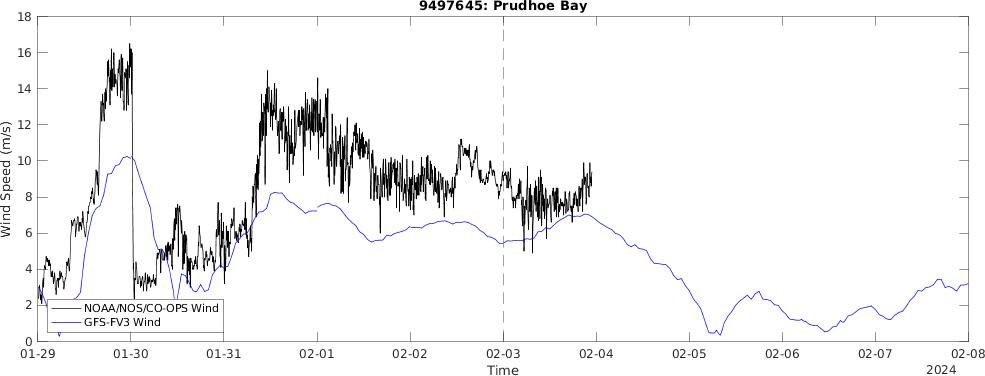 9497645: Prudhoe Bay
18
16
14
12
10
8
6
4
2
0
Wind Speed (m/s)
NOAA/NOS/CO-OPS Wind
GFS-FV3 Wind
01-29 01-30 01-31 02-01 02-02 02-03 02-04 02-05 02-06 02-07 02-08
Time
2024